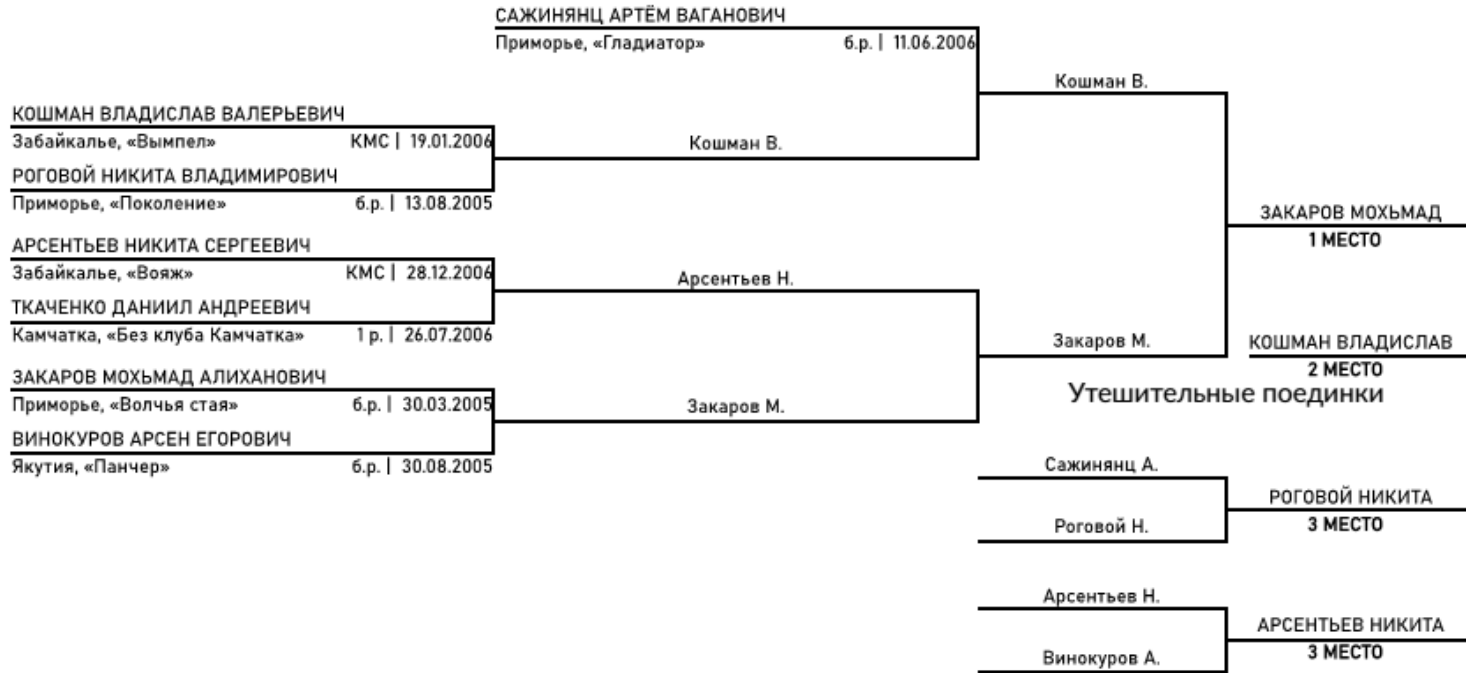 САЖИНЯНЦ АРТЁМ ВАГАНОВИЧ
Приморье, «Гладиатор» б.р. | 11.06.2006
Кошман В.
КОШМАН ВЛАДИСЛАВ ВАЛЕРЬЕВИЧ
Забайкалье, «Вымпел» КМС | 19.01.2006
Кошман В.
РОГОВОЙ НИКИТА ВЛАДИМИРОВИЧ
Приморье, «Поколение» б.р. | 13.08.2005
ЗАКАРОВ МОХЬМАД
1 МЕСТО
АРСЕНТЬЕВ НИКИТА СЕРГЕЕВИЧ
Забайкалье, «Вояж» КМС | 28.12.2006
Арсентьев Н.
ТКАЧЕНКО ДАНИИЛ АНДРЕЕВИЧ
Камчатка, «Без клуба Камчатка» 1 р. | 26.07.2006
Закаров М.
КОШМАН ВЛАДИСЛАВ
2 МЕСТО
ЗАКАРОВ МОХЬМАД АЛИХАНОВИЧ
Приморье, «Волчья стая» б.р. | 30.03.2005
Закаров М.
Утешительные поединки
ВИНОКУРОВ АРСЕН ЕГОРОВИЧ
Якутия, «Панчер» б.р. | 30.08.2005
Сажинянц А.
РОГОВОЙ НИКИТА
3 МЕСТО
Роговой Н.
Арсентьев Н.
АРСЕНТЬЕВ НИКИТА
3 МЕСТО
Винокуров А.